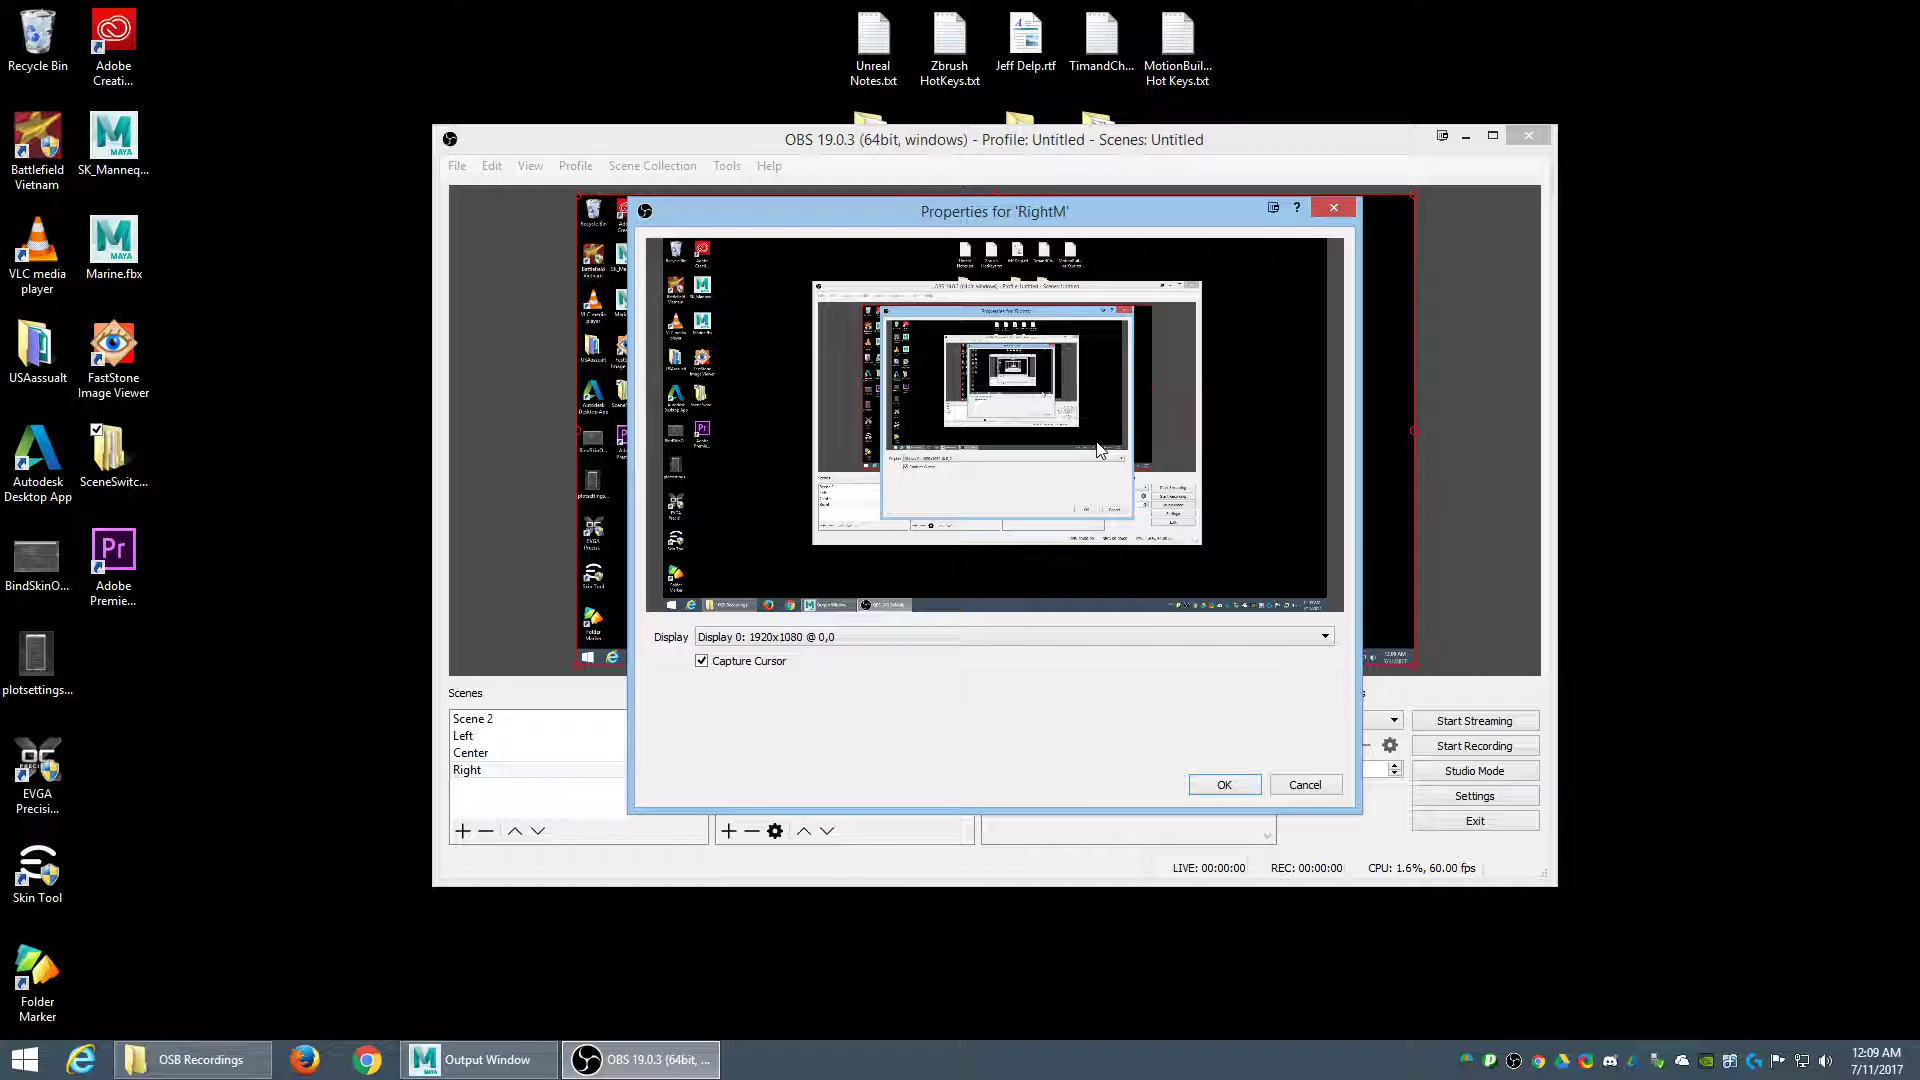 Recycle Bin
Adobe
Creati...
Battlefield
Vietnam
SK_Mannequ...
VLC media
player
Marine.fbx
USAassualt
FastStone
Image Viewer
Autodesk
Desktop App
SceneSwitc...
BindSkinO...
Adobe
Premie...
plotsettings...
EVGA
Precisi...
Skin Tool
Folder
Marker
Unreal
Notes.txt
Zbrush
HotKeys.txt
Jeff Delp.rtf
TimandCh...
MotionBuil...
Hot Keys.txt
OBS 19.0.3 (64bit, windows) - Profile: Untitled - Scenes: Untitled
File Edit View Profile Scene Collection Tools Help
Properties for 'RightM'
Display Display 0: 1920x1080 @ 0,0
Capture Cursor
OK Cancel
Scenes
Scene 2
Left
Center
Right
Start Streaming
Start Recording
Studio Mode
Settings
Exit
LIVE: 00:00:00 REC: 00:00:00 CPU: 1.6%, 60.00 fps
OSB Recordings
Output Window
OBS 19.0.3 (64bit, ...
12:09 AM
7/11/2017